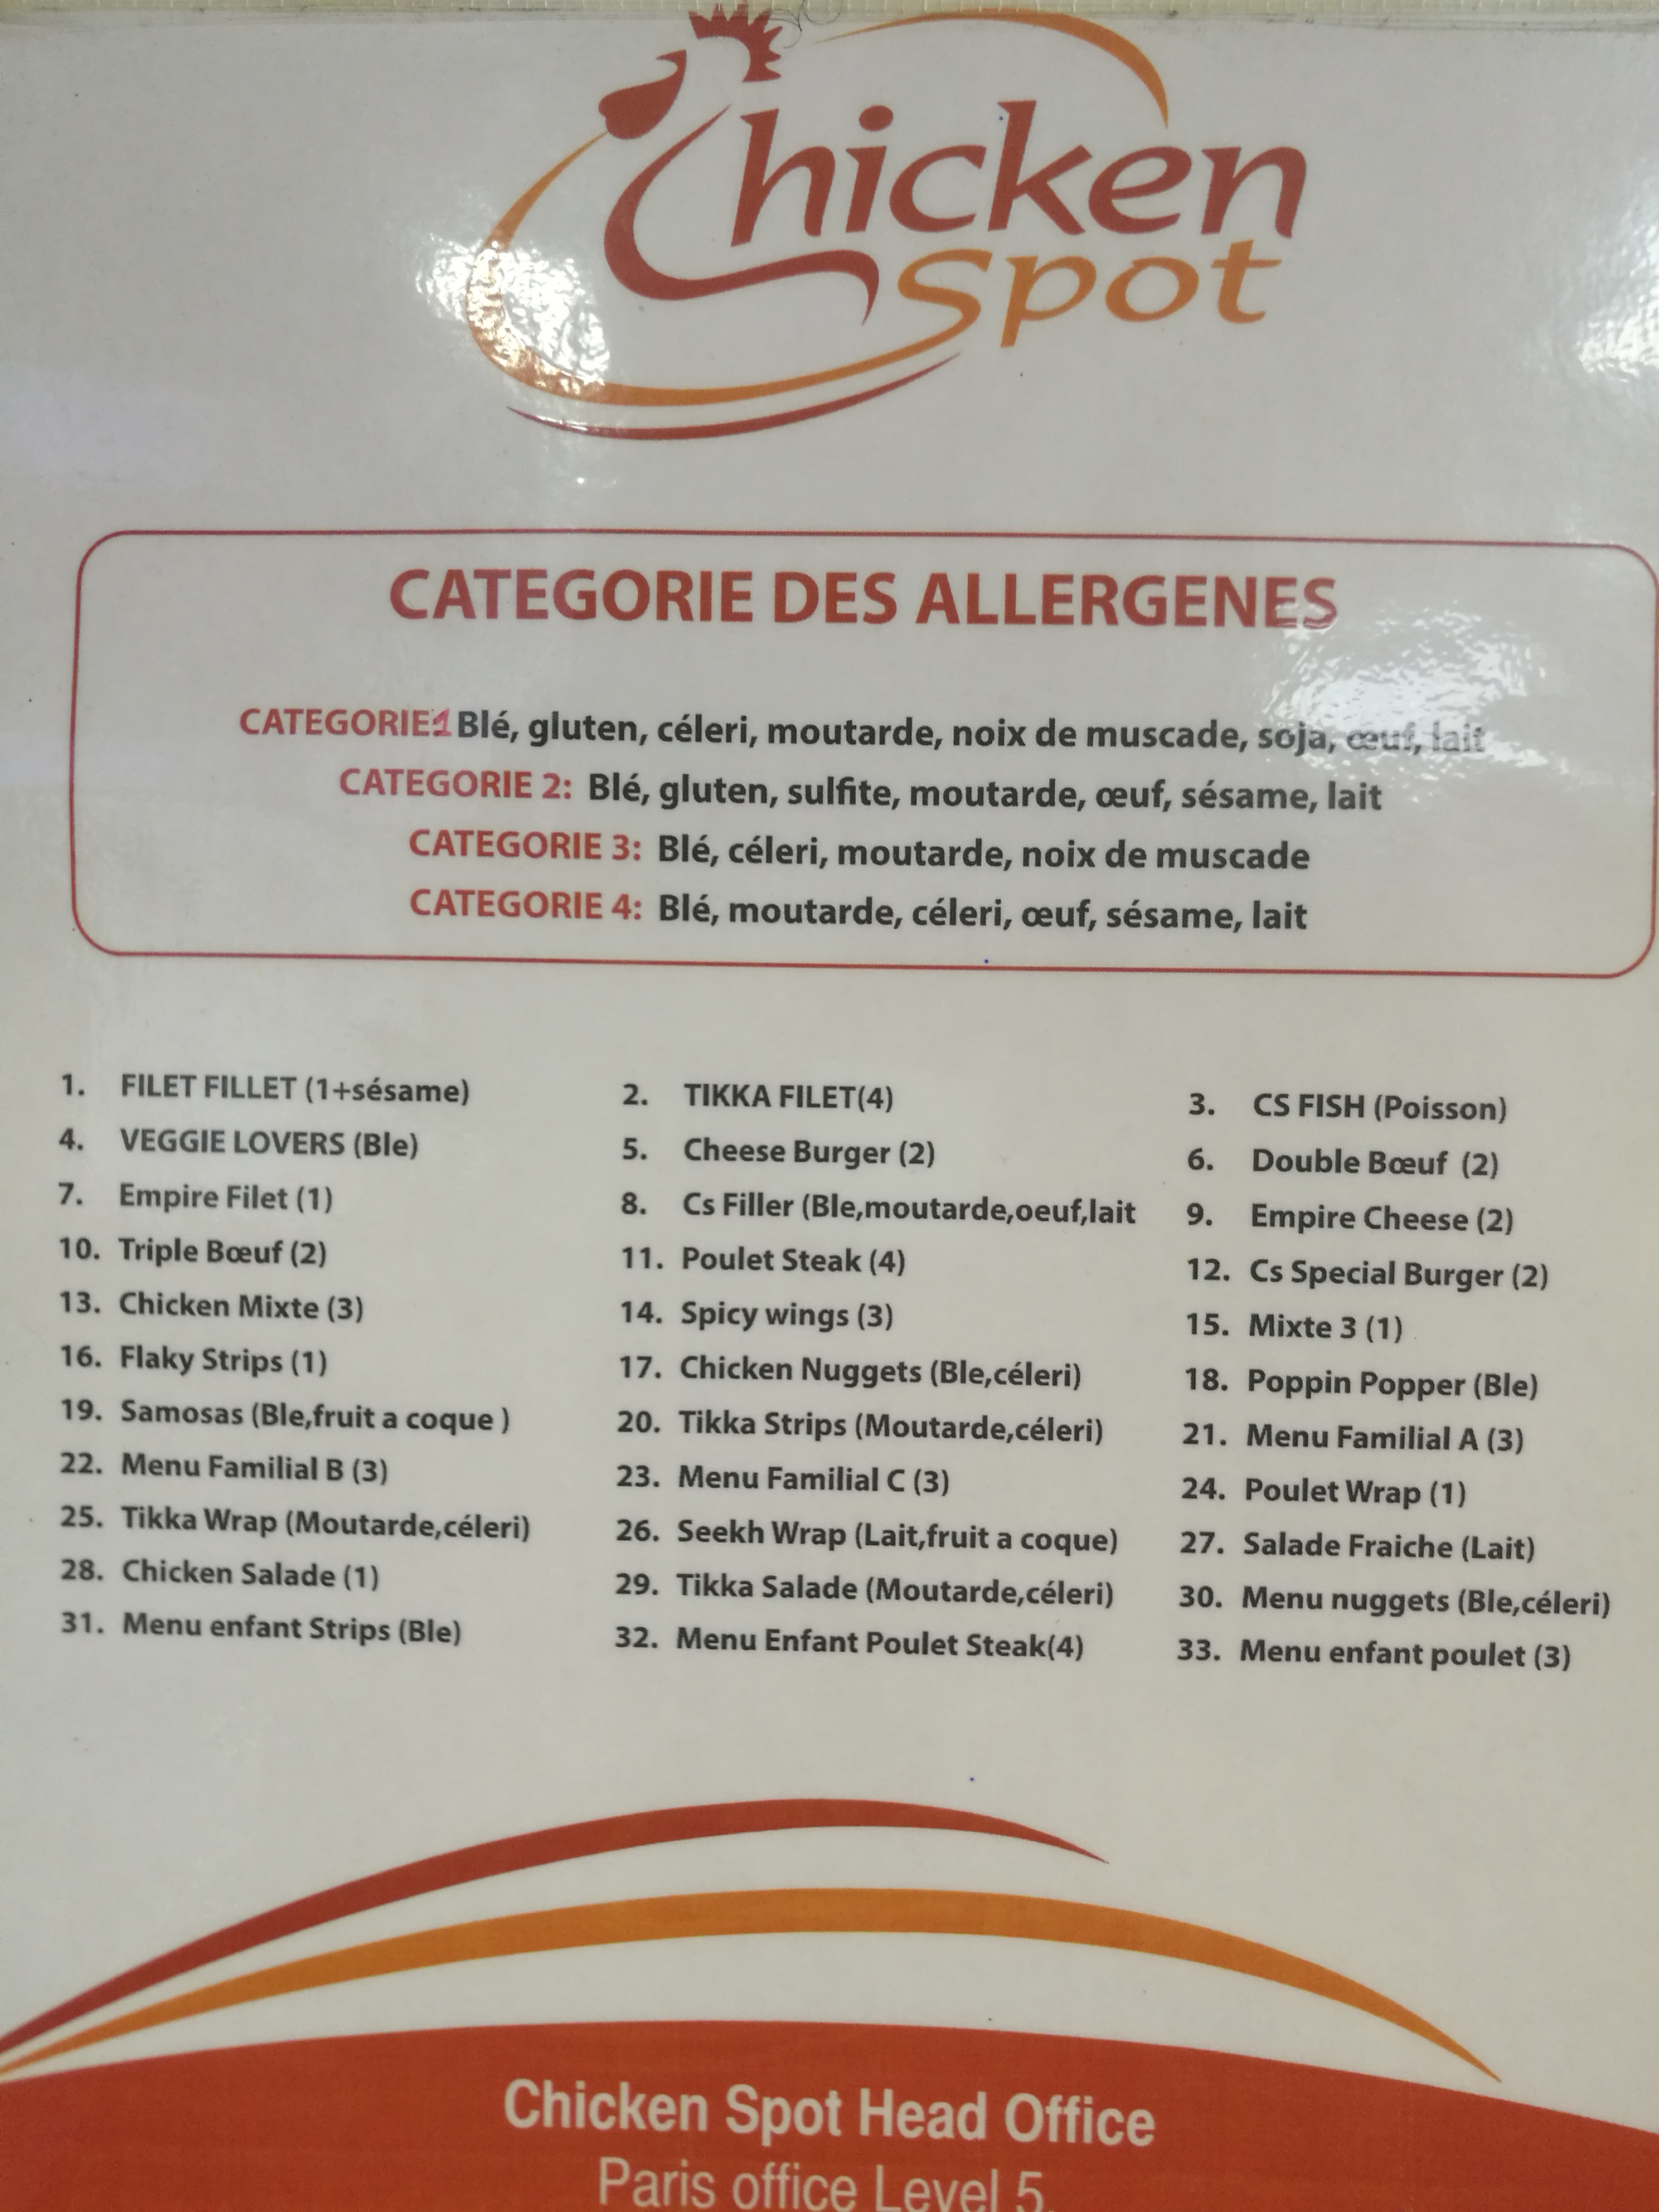 Chicken
Spot
CATEGORIE DES ALLERGENES
CATEGORIE1 Blé, gluten, céleri, moutarde, noix de muscade, soja, œuf, lait
CATEGORIE 2: Blé, gluten, sulfite, moutarde, œuf, sésame, lait
CATEGORIE 3: Blé, céleri, moutarde, noix de muscade
CATEGORIE 4: Blé, moutarde, céleri, œuf, sésame, lait
1. FILET FILLET (1+sésame) 2. TIKKA FILET(4) 3. CS FISH (Poisson)
4. VEGGIE LOVERS (Ble) 5. Cheese Burger (2) 6. Double Bœuf (2)
7. Empire Filet (1) 8. Cs Filler (Ble,moutarde,oeuf,lait 9. Empire Cheese (2)
10. Triple Bœuf (2) 11. Poulet Steak (4) 12. Cs Special Burger (2)
13. Chicken Mixte (3) 14. Spicy wings (3) 15. Mixte 3 (1)
16. Flaky Strips (1) 17. Chicken Nuggets (Ble,céleri) 18. Poppin Popper (Ble)
19. Samosas (Ble,fruit a coque ) 20. Tikka Strips (Moutarde,céleri) 21. Menu Familial A (3)
22. Menu Familial B (3) 23. Menu Familial C (3) 24. Poulet Wrap (1)
25. Tikka Wrap (Moutarde,céleri) 26. Seekh Wrap (Lait,fruit a coque) 27. Salade Fraiche (Lait)
28. Chicken Salade (1) 29. Tikka Salade (Moutarde,céleri) 30. Menu nuggets (Ble,céleri)
31. Menu enfant Strips (Ble) 32. Menu Enfant Poulet Steak(4) 33. Menu enfant poulet (3)
Chicken Spot Head Office
Paris office Level 5,